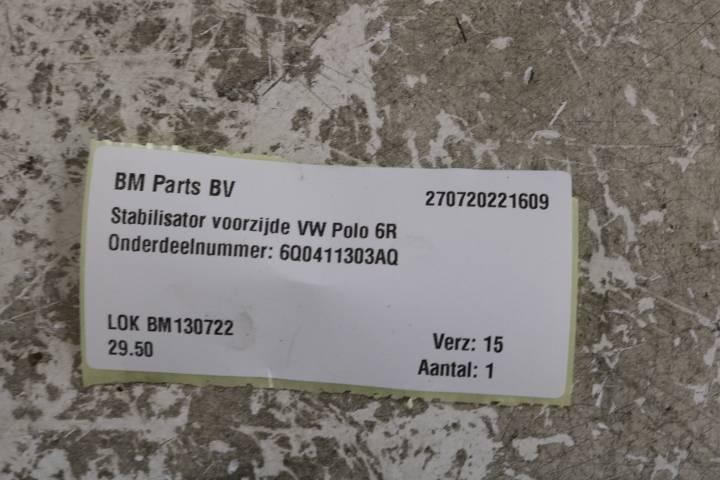 BM Parts BV
270720221609
Stabilisator voorzijde VW Polo 6R
Onderdeelnummer: 6Q0411303AQ
LOK BM130722
29.50
Verz: 15
Aantal: 1